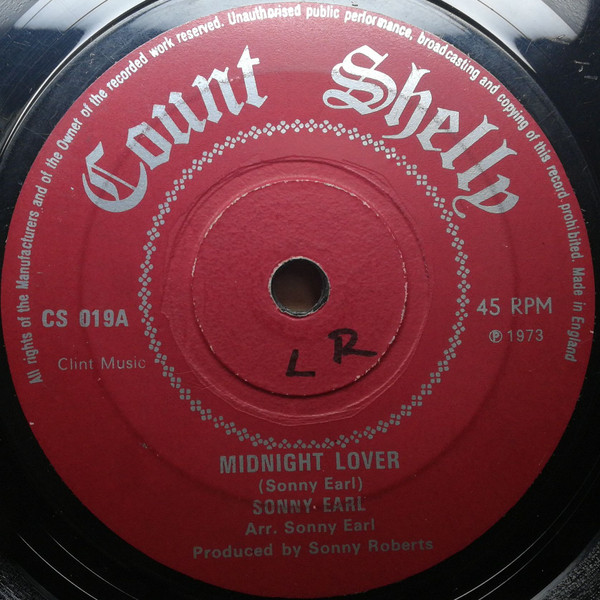 All rights of the Manufacturers and of the Owner of the recorded work reserved. Unauthorised public performance, broadcasting and copying of this record prohibited. Made in England
Count Shelly
CS 019A
45 RPM
Ⓟ 1973
Clint Music
L R
MIDNIGHT LOVER
(Sonny Earl)
SONNY EARL
Arr. Sonny Earl
Produced by Sonny Roberts